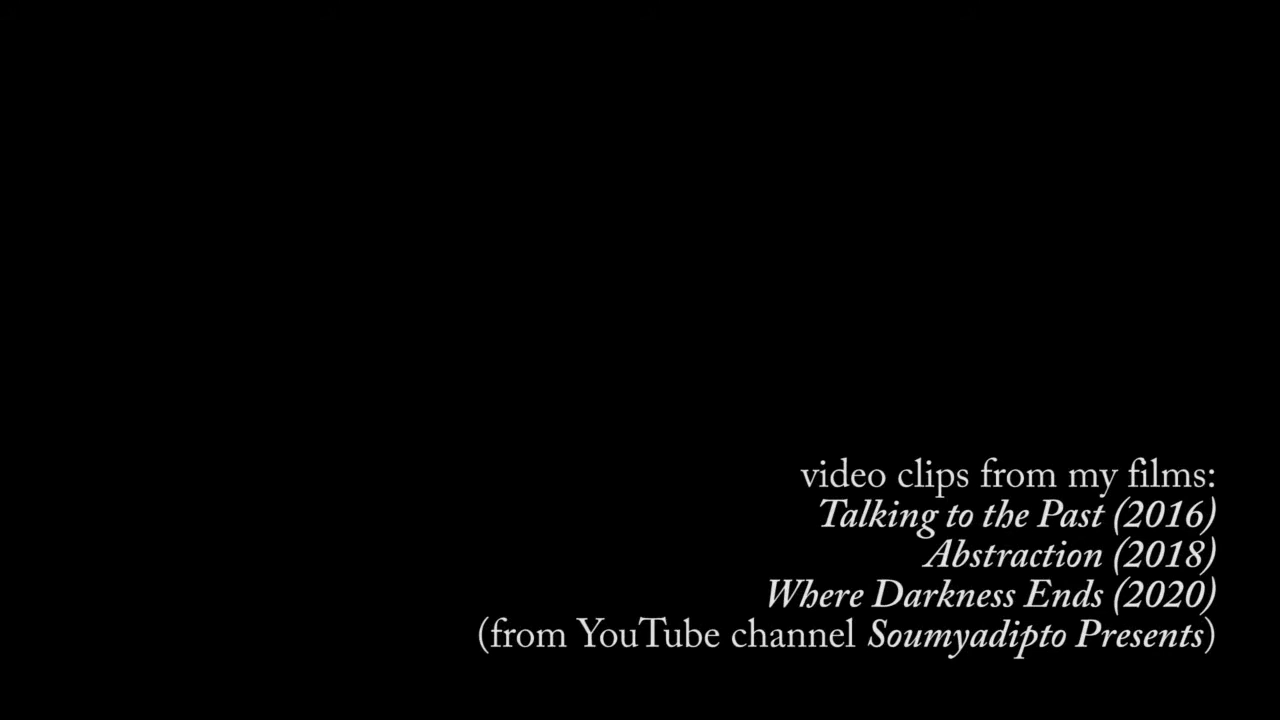 video clips from my films:
Talking to the Past (2016)
Abstraction (2018)
Where Darkness Ends (2020)
(from YouTube channel Soumyadipto Presents)